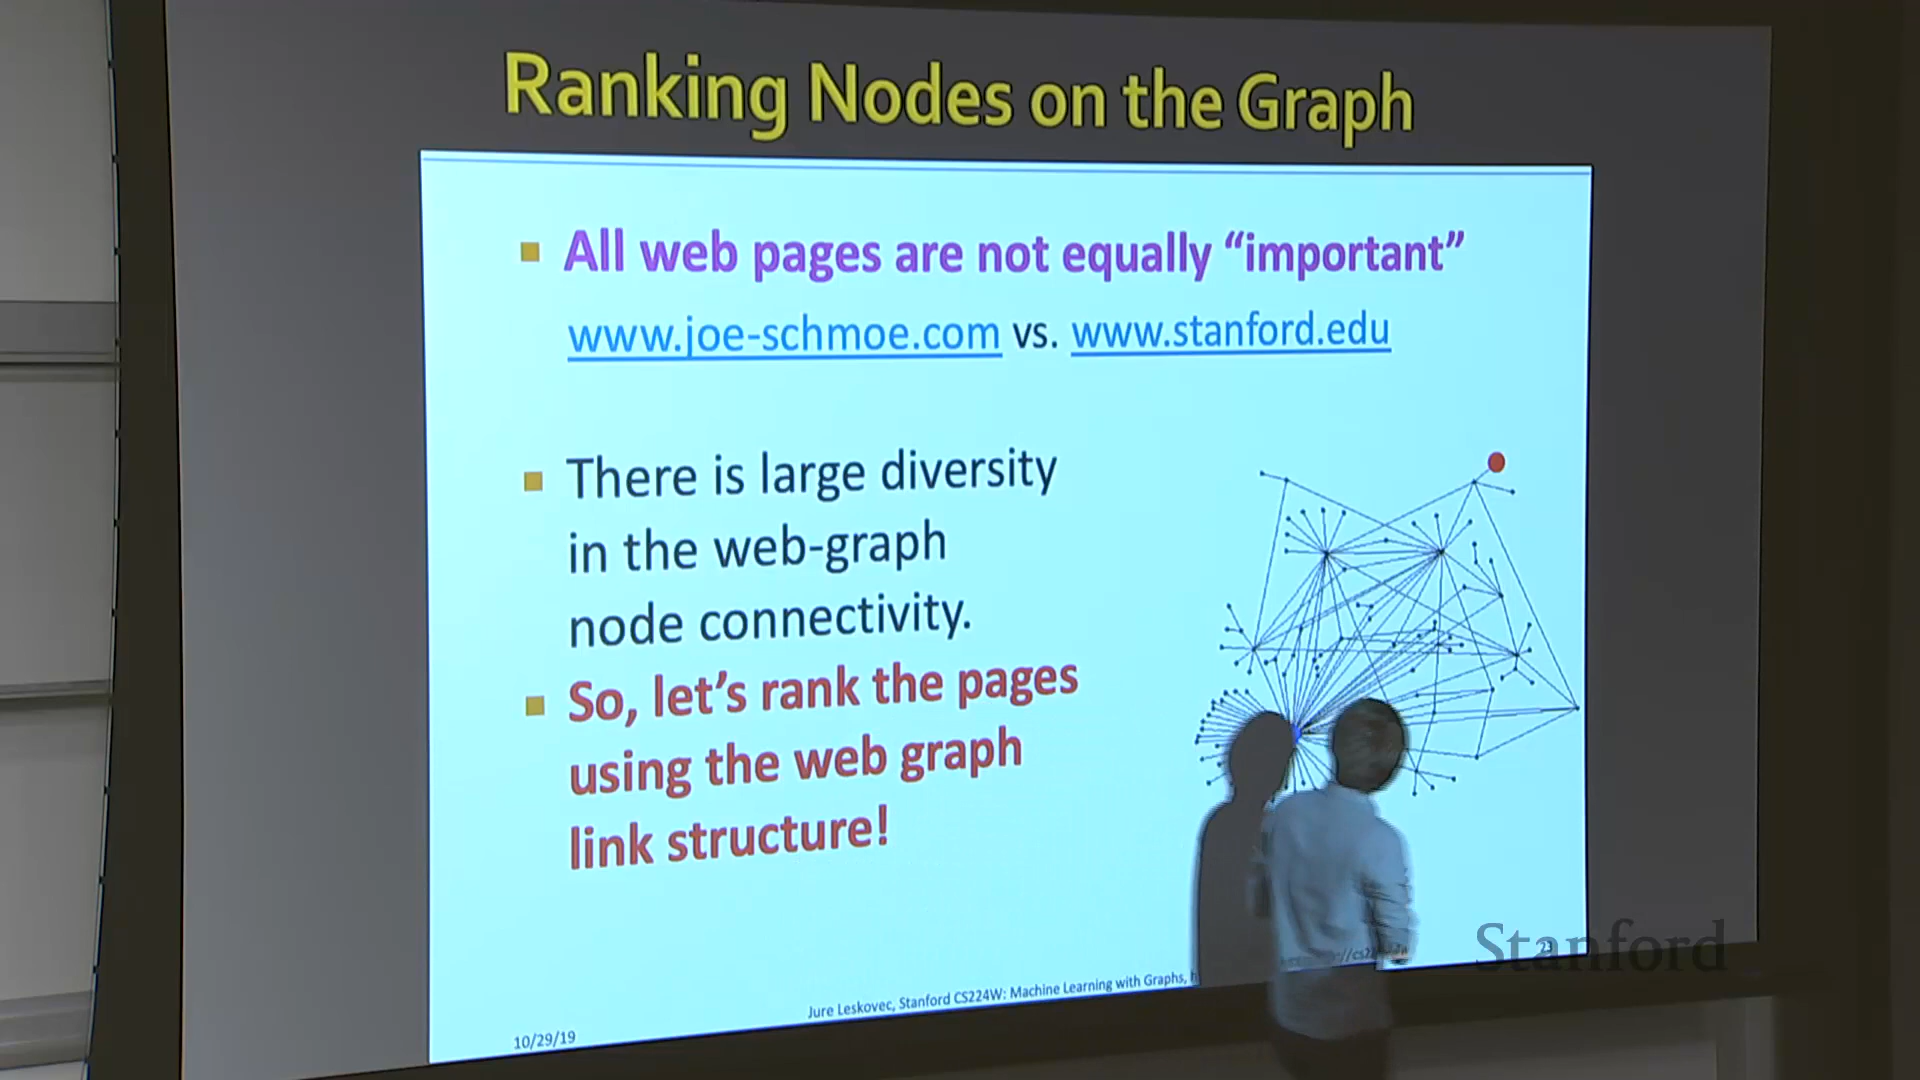 Ranking Nodes on the Graph
All web pages are not equally “important”
www.joe-schmoe.com vs. www.stanford.edu
There is large diversity
in the web-graph
node connectivity.
So, let’s rank the pages
using the web graph
link structure!
10/29/19
Jure Leskovec, Stanford CS224W: Machine Learning with Graphs,
23
Stanford